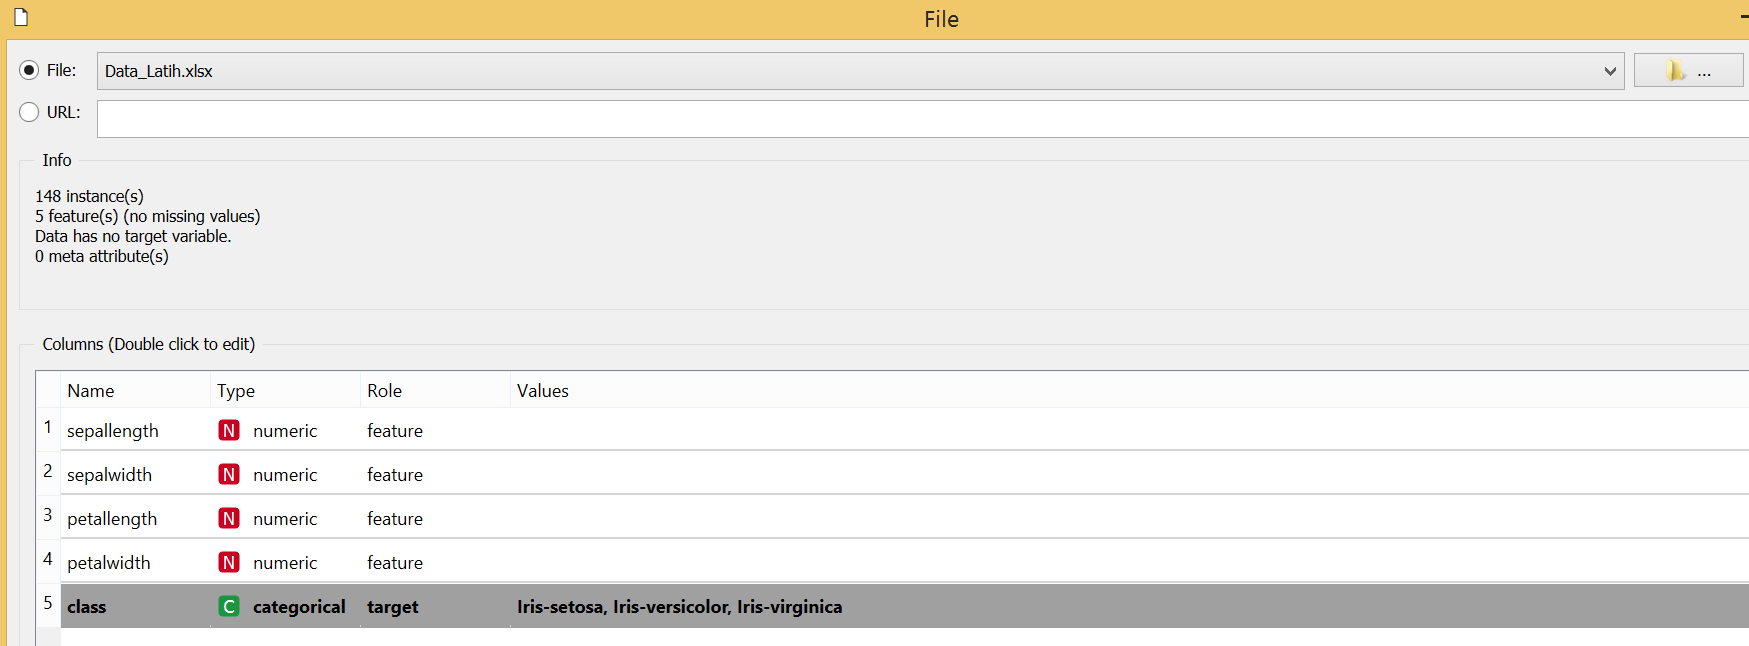 File
File: Data_Latih.xlsx ...
URL:
Info
148 instance(s)
5 feature(s) (no missing values)
Data has no target variable.
0 meta attribute(s)
Columns (Double click to edit)
Name Type Role Values
1 sepallength N numeric feature
2 sepalwidth N numeric feature
3 petallength N numeric feature
4 petalwidth N numeric feature
5 class C categorical target Iris-setosa, Iris-versicolor, Iris-virginica